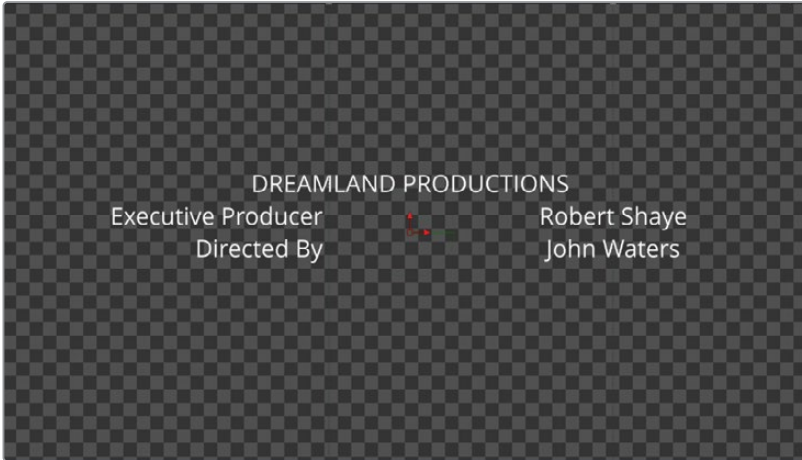 DREAMLAND PRODUCTIONS
Executive Producer Robert Shaye
Directed By John Waters